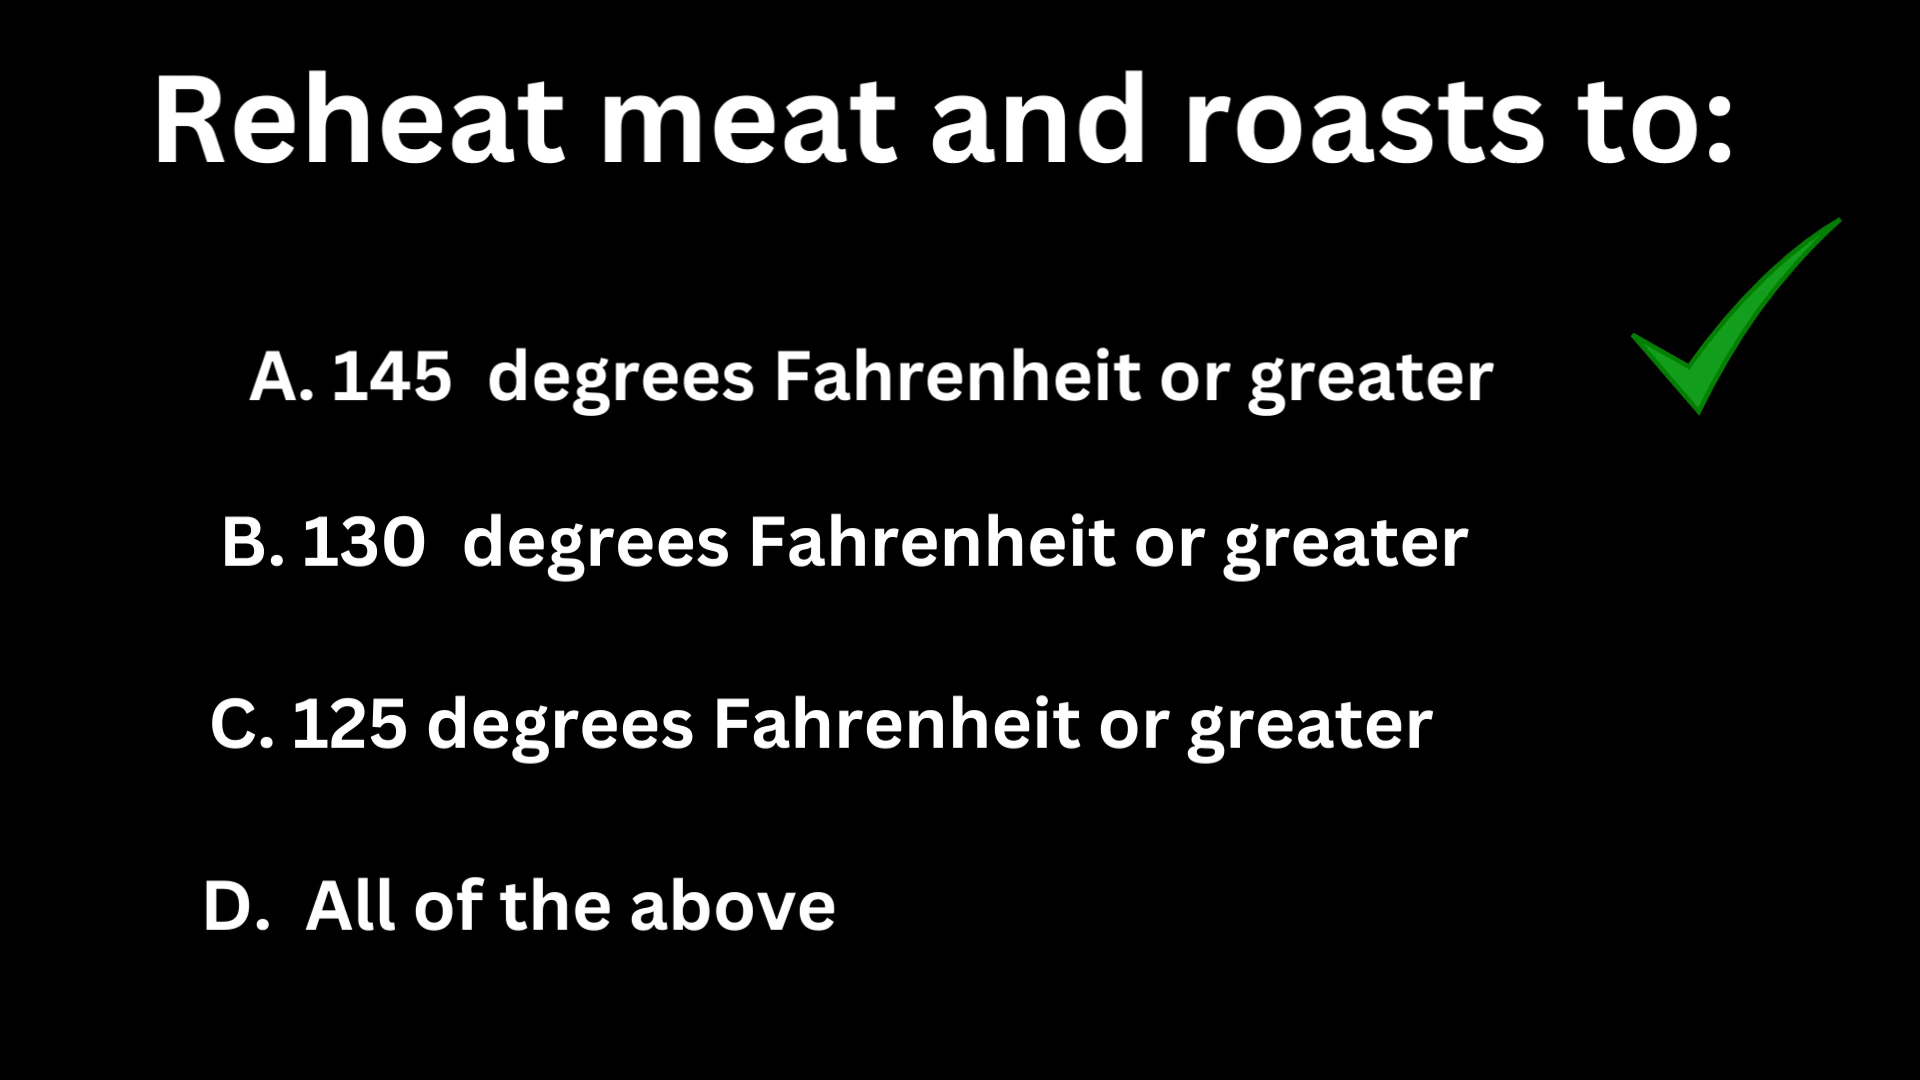 Reheat meat and roasts to:
A. 145 degrees Fahrenheit or greater
B. 130 degrees Fahrenheit or greater
C. 125 degrees Fahrenheit or greater
D. All of the above